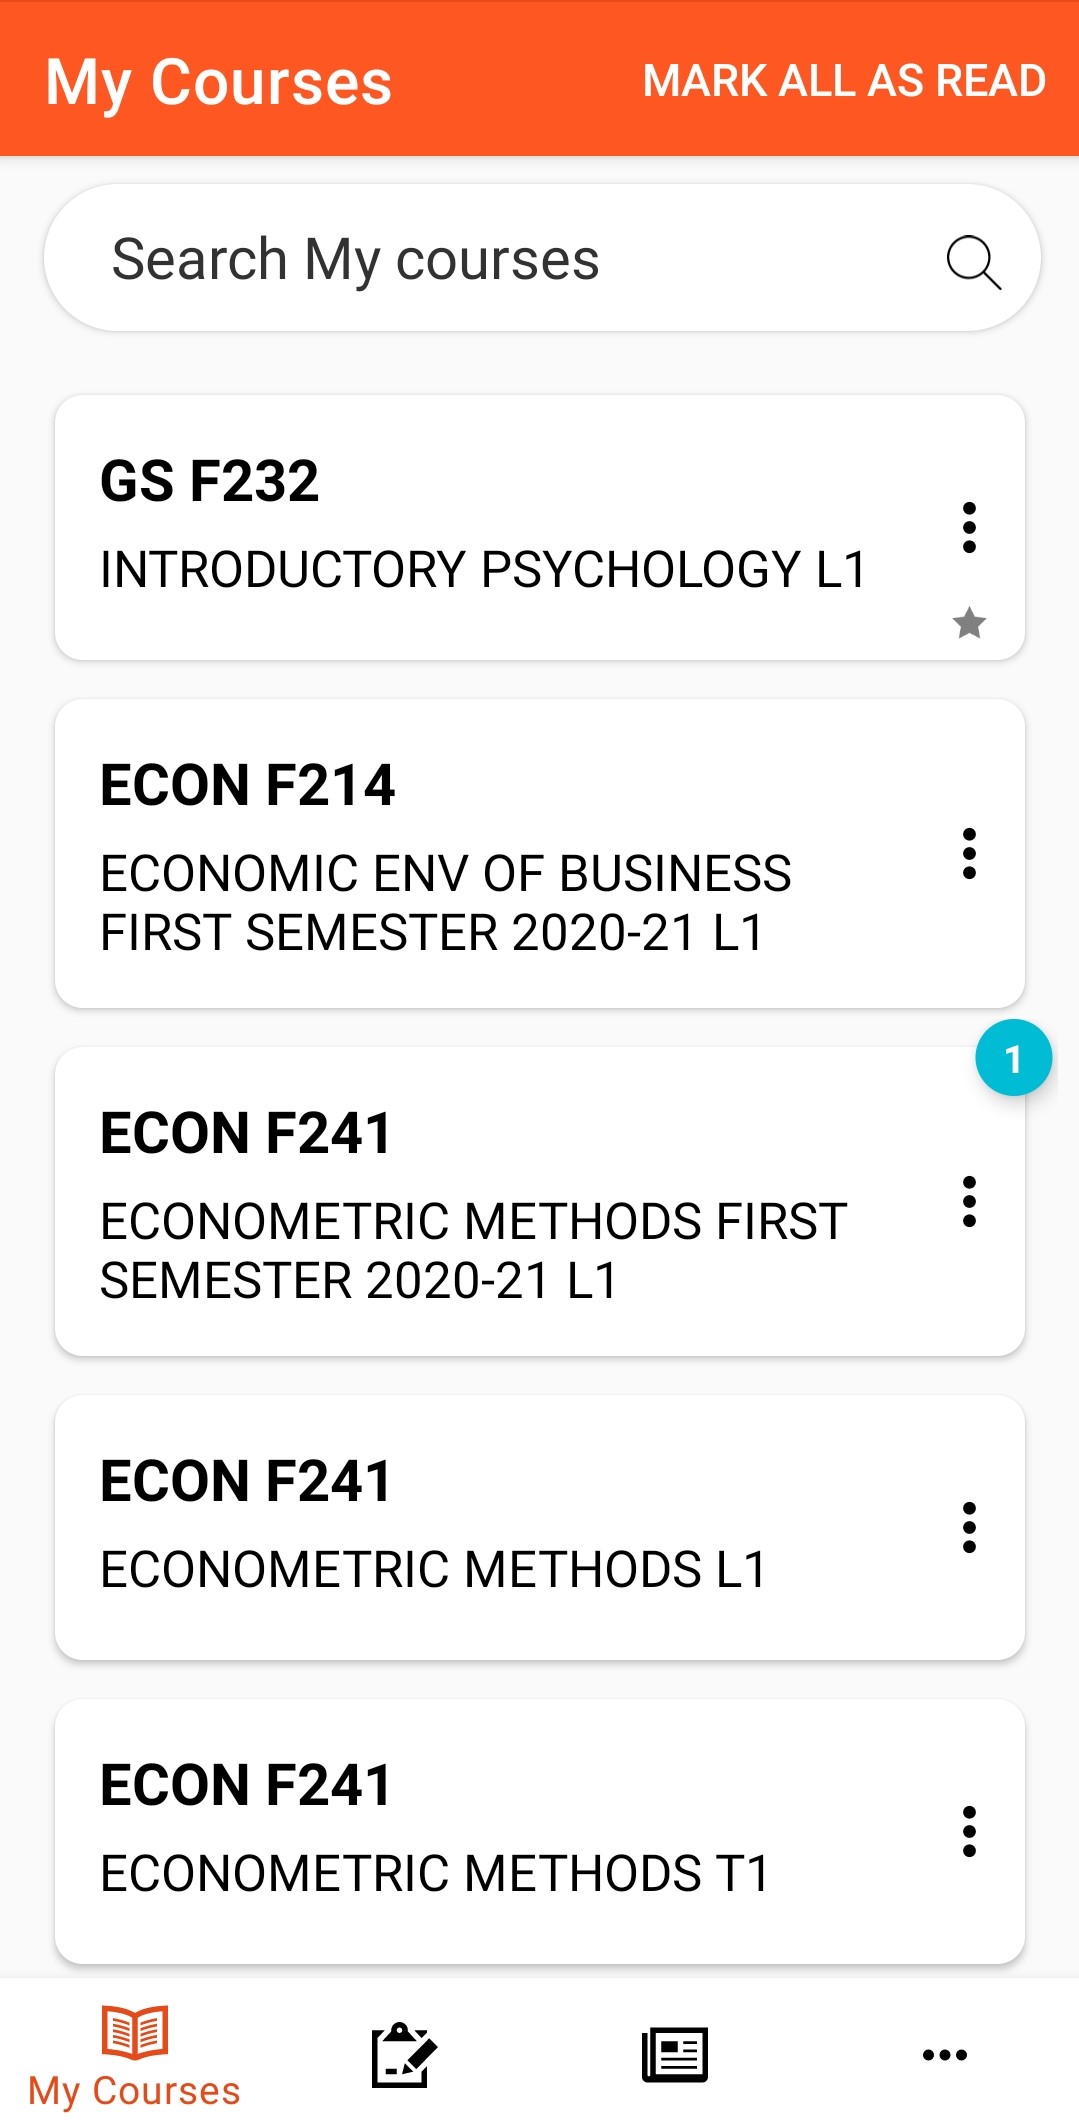 My Courses
MARK ALL AS READ
Search My courses
GS F232
INTRODUCTORY PSYCHOLOGY L1
ECON F214
ECONOMIC ENV OF BUSINESS
FIRST SEMESTER 2020-21 L1
1
ECON F241
ECONOMETRIC METHODS FIRST
SEMESTER 2020-21 L1
ECON F241
ECONOMETRIC METHODS L1
ECON F241
ECONOMETRIC METHODS T1
My Courses